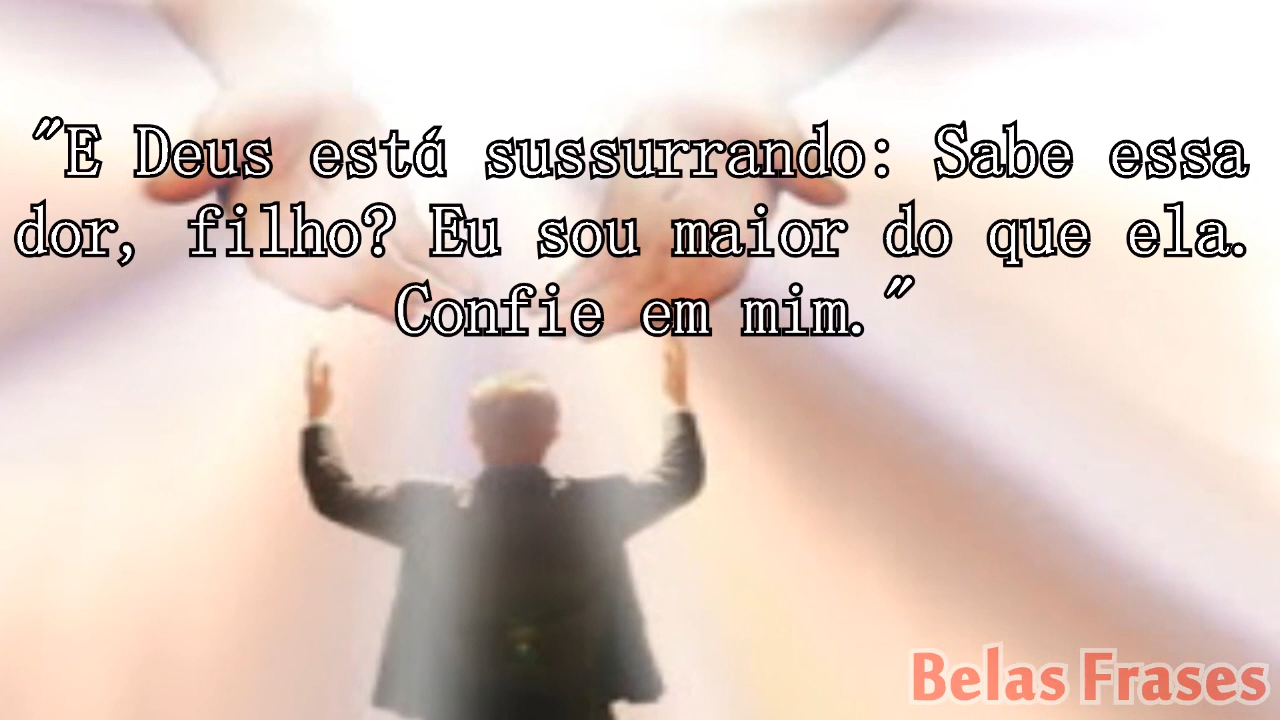 "E Deus está sussurrando: Sabe essa
dor, filho? Eu sou maior do que ela.
Confie em mim."
Belas Frases